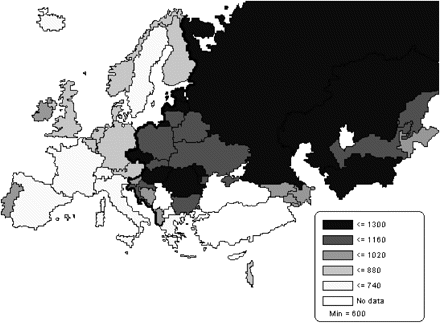 <= 1300
<= 1160
<= 1020
<= 880
<= 740
No data
Min = 600